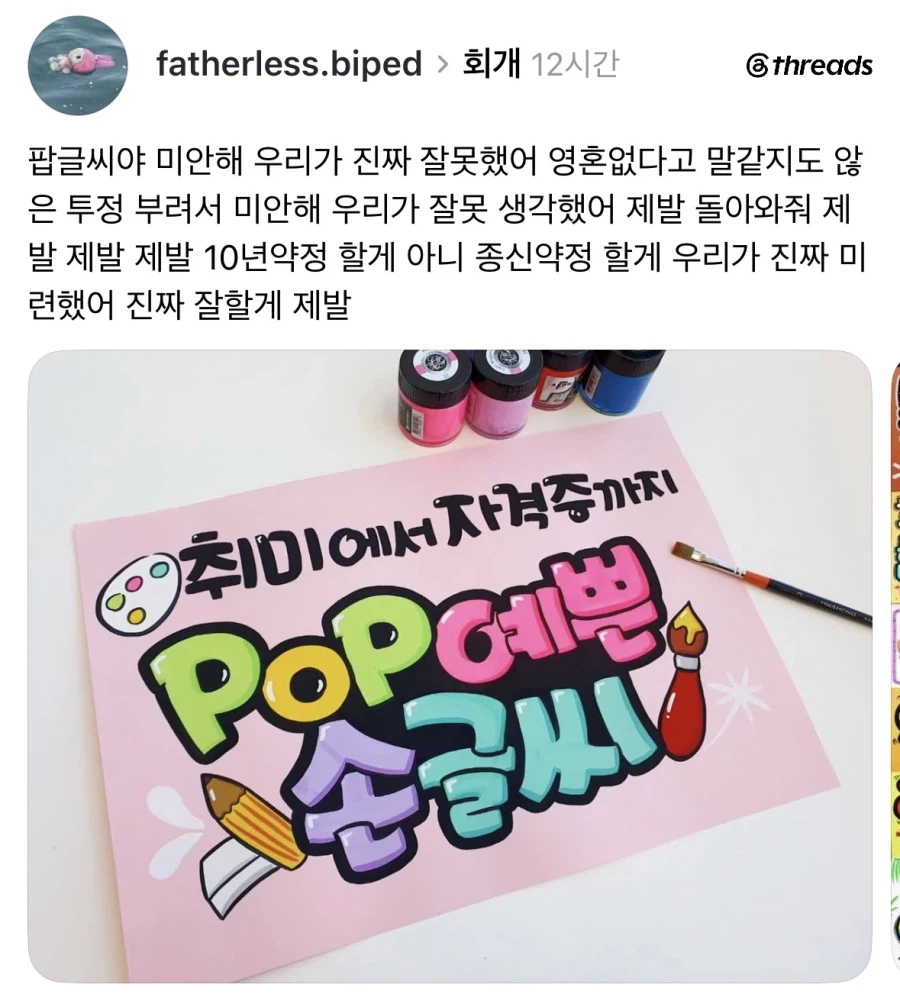 fatherless.biped > 회개 12시간
threads
팝글씨야 미안해 우리가 진짜 잘못했어 영혼없다고 말같지도 않
은 투정 부려서 미안해 우리가 잘못 생각했어 제발 돌아와줘 제
발 제발 제발 10년약정 할게 아니 종신약정 할게 우리가 진짜 미
련했어 진짜 잘할게 제발
취미에서 자격증까지
POP 예쁜
손글씨